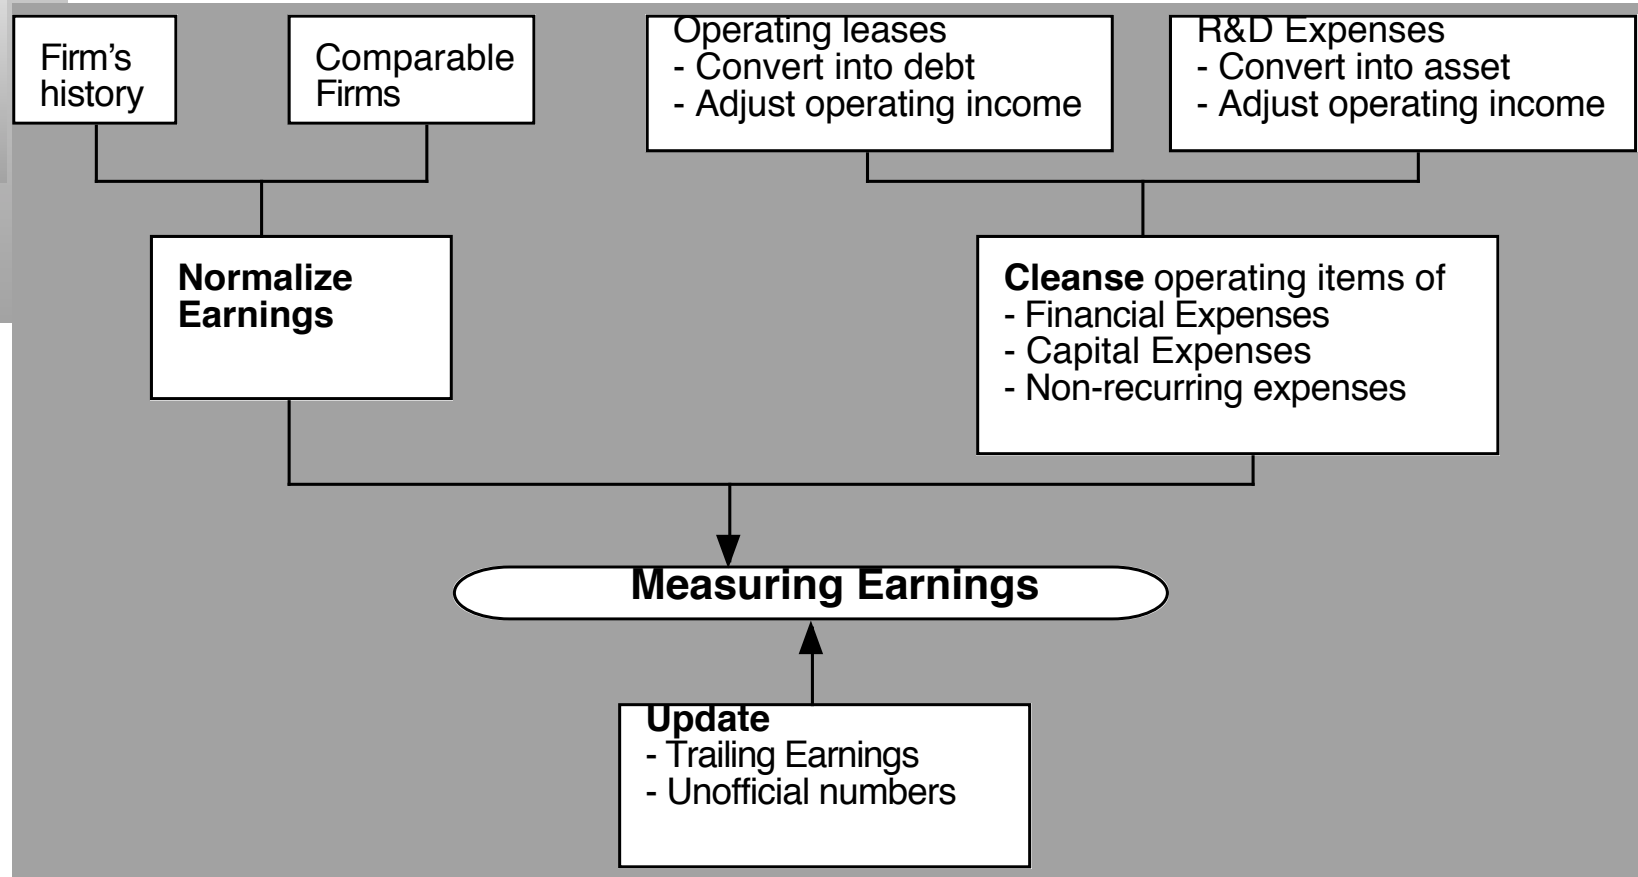 Firm's
history
Comparable
Firms
Operating leases
- Convert into debt
- Adjust operating income
R&D Expenses
- Convert into asset
- Adjust operating income
Normalize
Earnings
Cleanse operating items of
- Financial Expenses
- Capital Expenses
- Non-recurring expenses
Measuring Earnings
Update
- Trailing Earnings
- Unofficial numbers